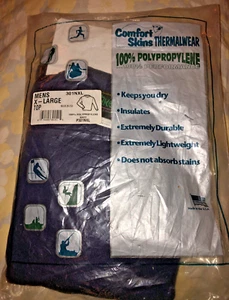 Comfort
Skins THERMALWEAR
100% POLYPROPYLENE
MENS
X-LARGE
TOP
301NXL
•Keeps you dry
•Insulates
•Extremely Durable
•Extremely Lightweight
•Does not absorb stains